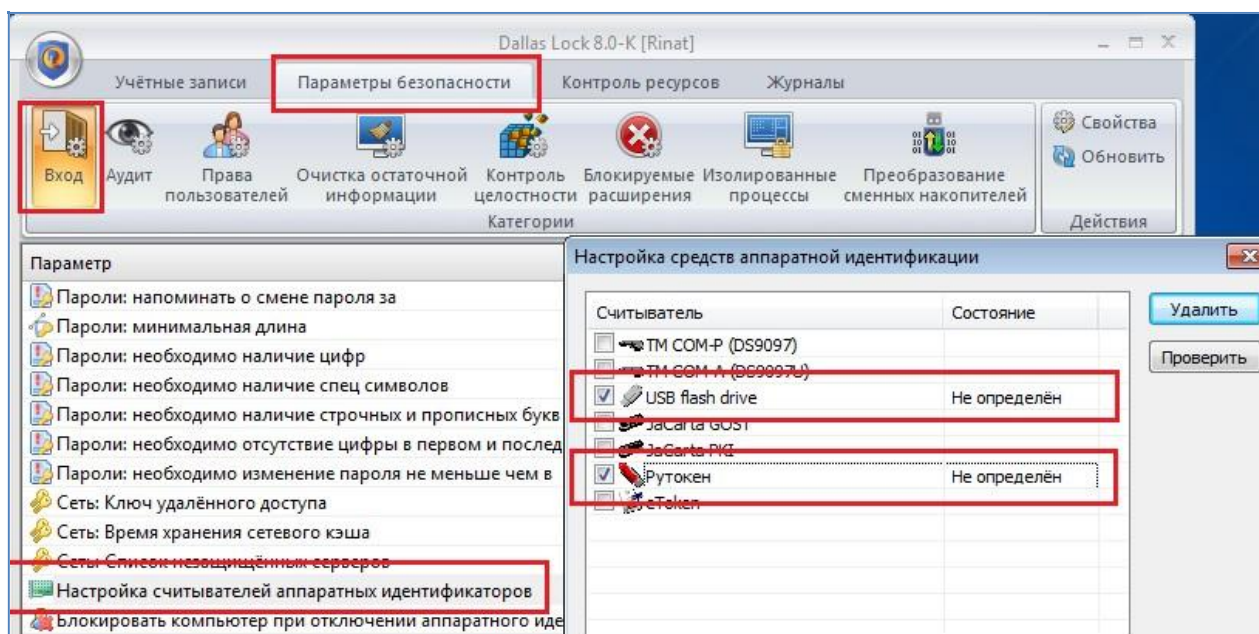 Dallas Lock 8.0-K [Rinat]
Учётные записи Параметры безопасности Контроль ресурсов Журналы
Вход
Аудит
Права
пользователей
Очистка остаточной
информации
Контроль
целостности
Блокируемые
расширения
Изолированные
процессы
Преобразование
сменных накопителей
Категории
Свойства
Обновить
Действия
Параметр
Пароли: напоминать о смене пароля за
Пароли: минимальная длина
Пароли: необходимо наличие цифр
Пароли: необходимо наличие спец символов
Пароли: необходимо наличие строчных и прописных букв
Пароли: необходимо отсутствие цифры в первом и послед
Пароли: необходимо изменение пароля не меньше чем в
Сеть: Ключ удалённого доступа
Сеть: Время хранения сетевого кэша
Сеть: Список незащищённых серверов
Настройка считывателей аппаратных идентификаторов
Блокировать компьютер при отключении аппаратного иде
Настройка средств аппаратной идентификации
Считыватель Состояние
TM COM-P (DS9097)
TM COM-A (DS9097U)
USB flash drive Не определён
JaCarta GOST
JaCarta PKI
Рутокен Не определён
eToken
Удалить
Проверить